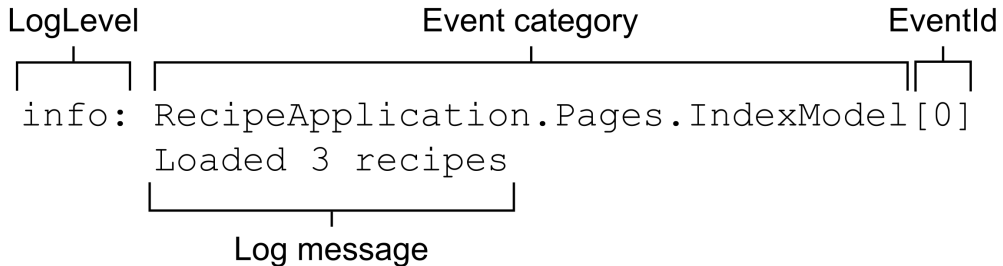 LogLevel Event category EventId
info: RecipeApplication.Pages.IndexModel[0]
Loaded 3 recipes
Log message